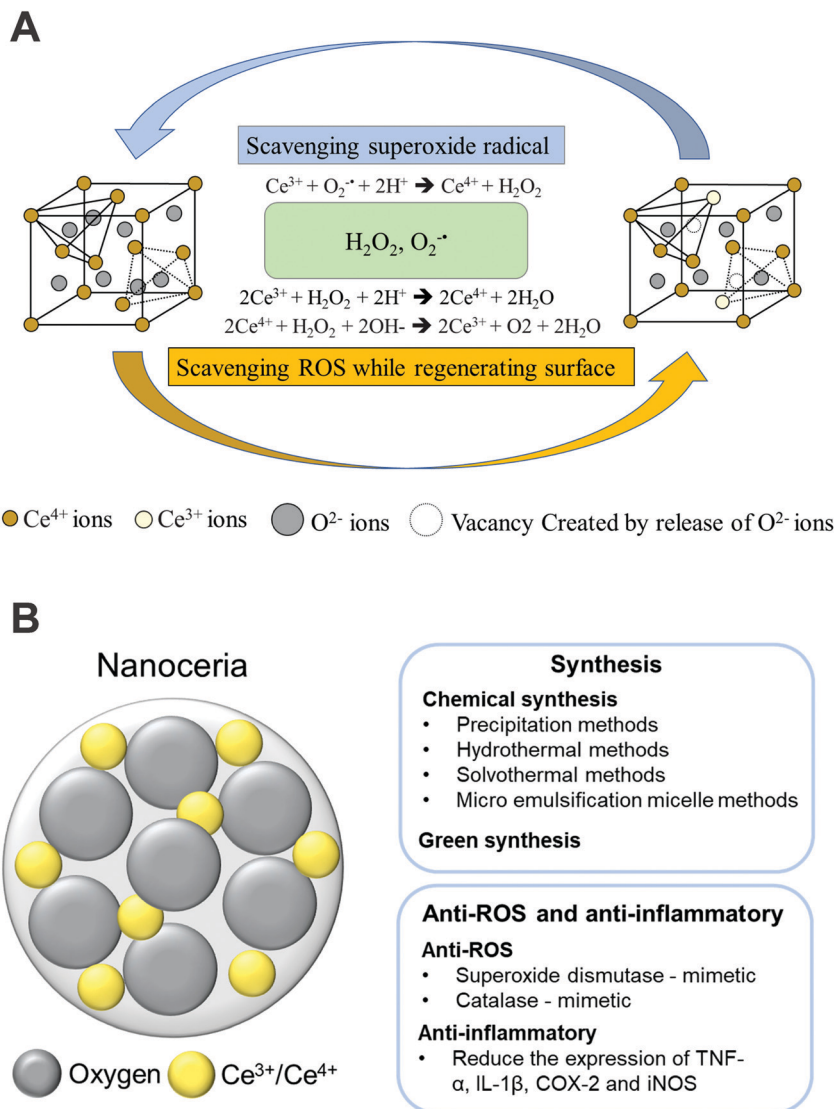 A
Scavenging superoxide radical
Ce³⁺ + O₂⁻• + 2H⁺ ➔ Ce⁴⁺ + H₂O₂
H₂O₂, O₂⁻•
2Ce³⁺ + H₂O₂ + 2H⁺ ➔ 2Ce⁴⁺ + 2H₂O
2Ce⁴⁺ + H₂O₂ + 2OH- ➔ 2Ce³⁺ + O2 + 2H₂O
Scavenging ROS while regenerating surface
Ce⁴⁺ ions
Ce³⁺ ions
O²⁻ ions
Vacancy Created by release of O²⁻ ions
B
Nanoceria
Oxygen
Ce³⁺/Ce⁴⁺
Synthesis
Chemical synthesis
• Precipitation methods
• Hydrothermal methods
• Solvothermal methods
• Micro emulsification micelle methods
Green synthesis
Anti-ROS and anti-inflammatory
Anti-ROS
• Superoxide dismutase - mimetic
• Catalase - mimetic
Anti-inflammatory
• Reduce the expression of TNF-
α, IL-1β, COX-2 and iNOS